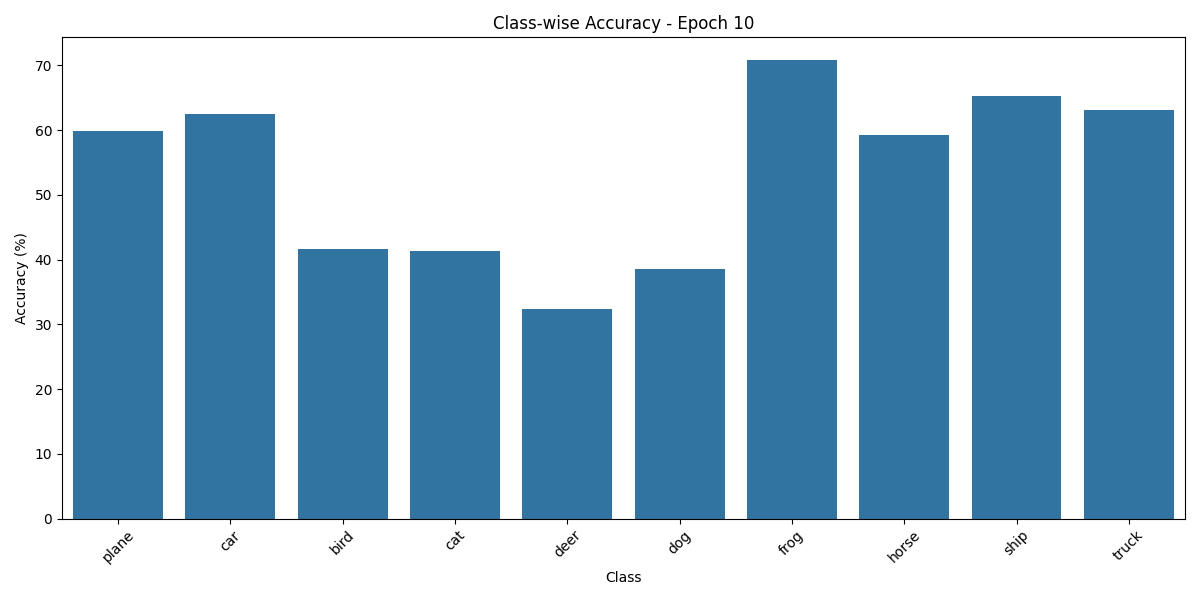 Class-wise Accuracy - Epoch 10
Accuracy (%)
70
60
50
40
30
20
10
0
plane
car
bird
cat
deer
dog
frog
horse
ship
truck
Class